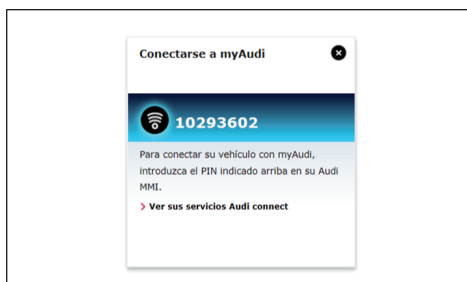 Conectarse a myAudi
10293602
Para conectar su vehículo con myAudi,
introduzca el PIN indicado arriba en su Audi
MMI.
Ver sus servicios Audi connect